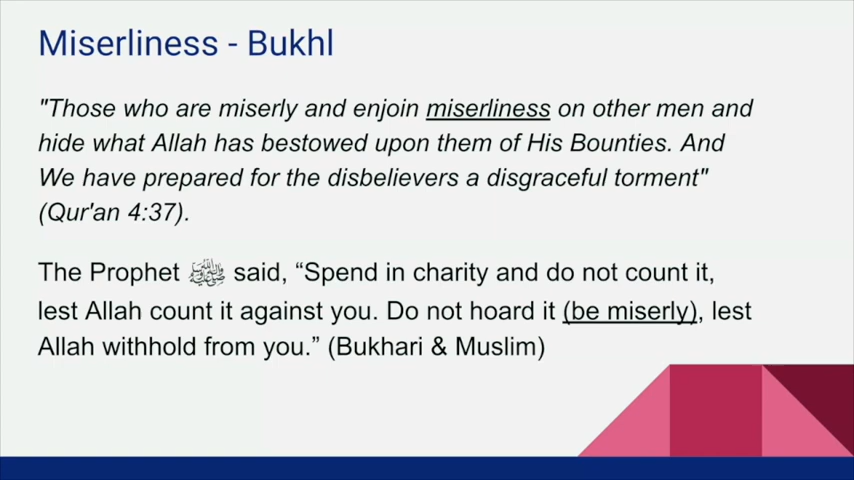 Miserliness - Bukhl
"Those who are miserly and enjoin miserliness on other men and
hide what Allah has bestowed upon them of His Bounties. And
We have prepared for the disbelievers a disgraceful torment"
(Qur'an 4:37).
The Prophet ﷺ said, “Spend in charity and do not count it,
lest Allah count it against you. Do not hoard it (be miserly), lest
Allah withhold from you.” (Bukhari & Muslim)